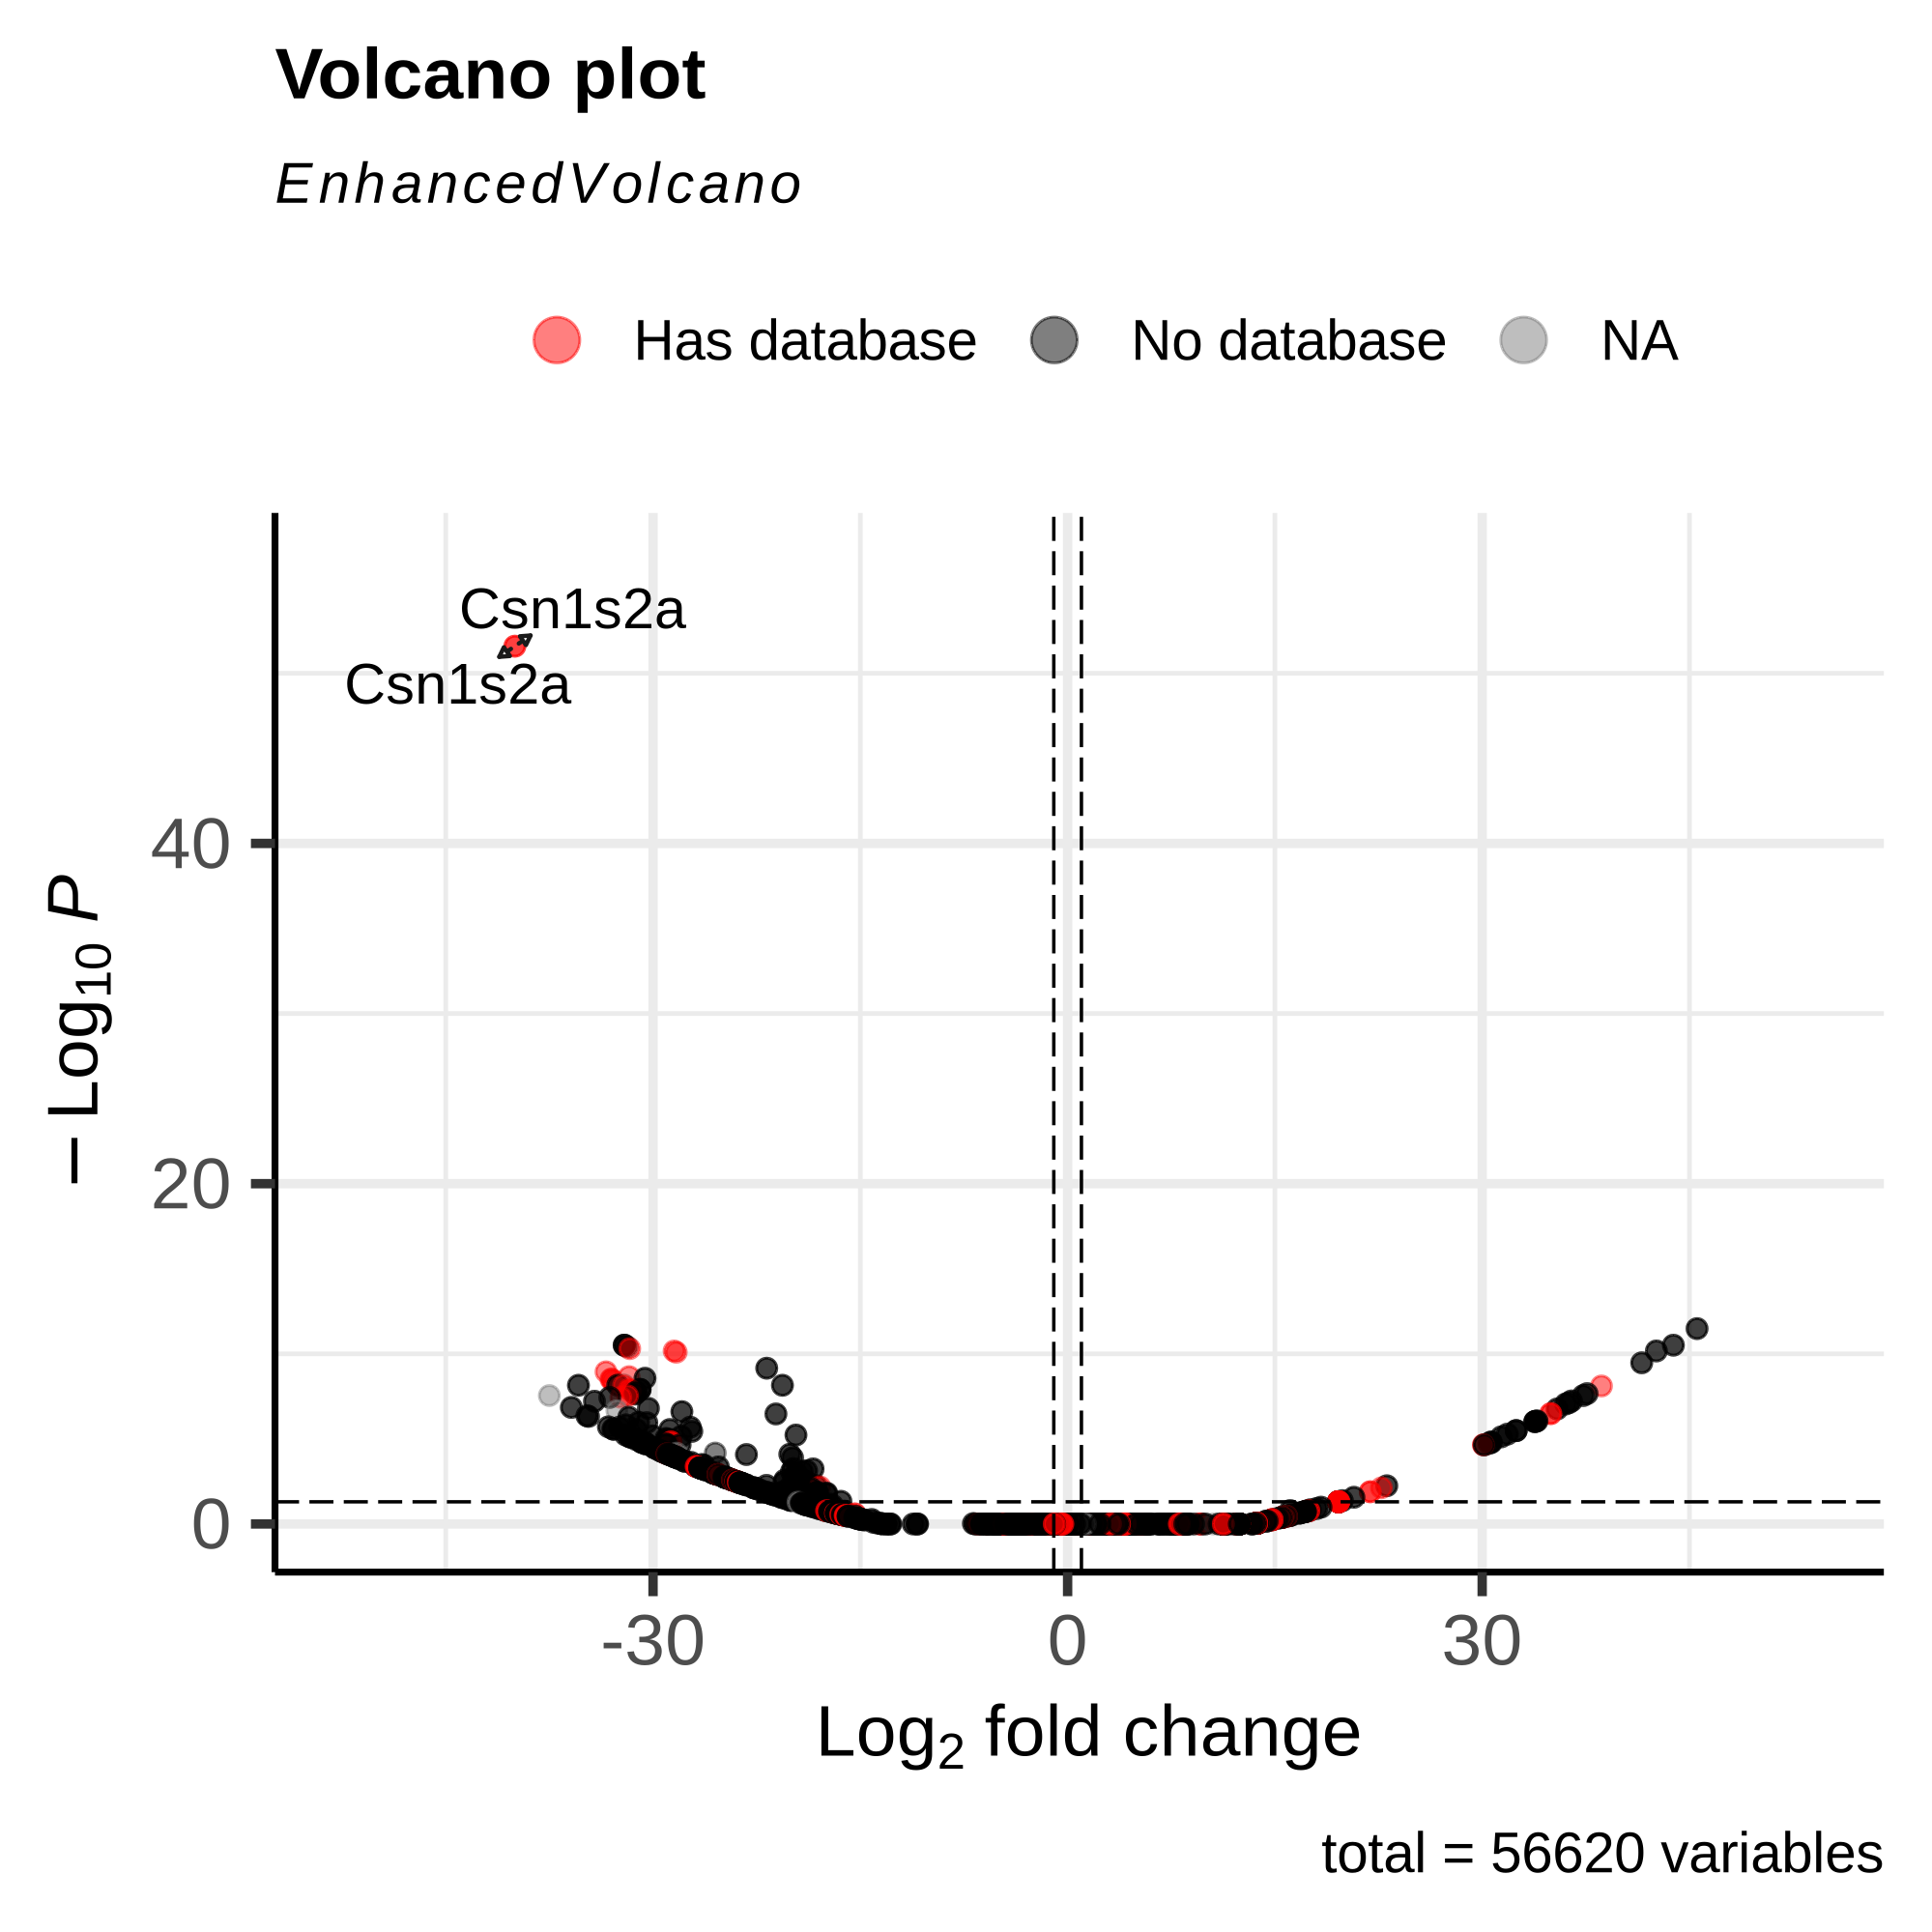 Volcano plot
EnhancedVolcano
Has database No database NA
Csn1s2a
Csn1s2a
40
20
0
− Log10 P
-30 0 30
Log2 fold change
total = 56620 variables